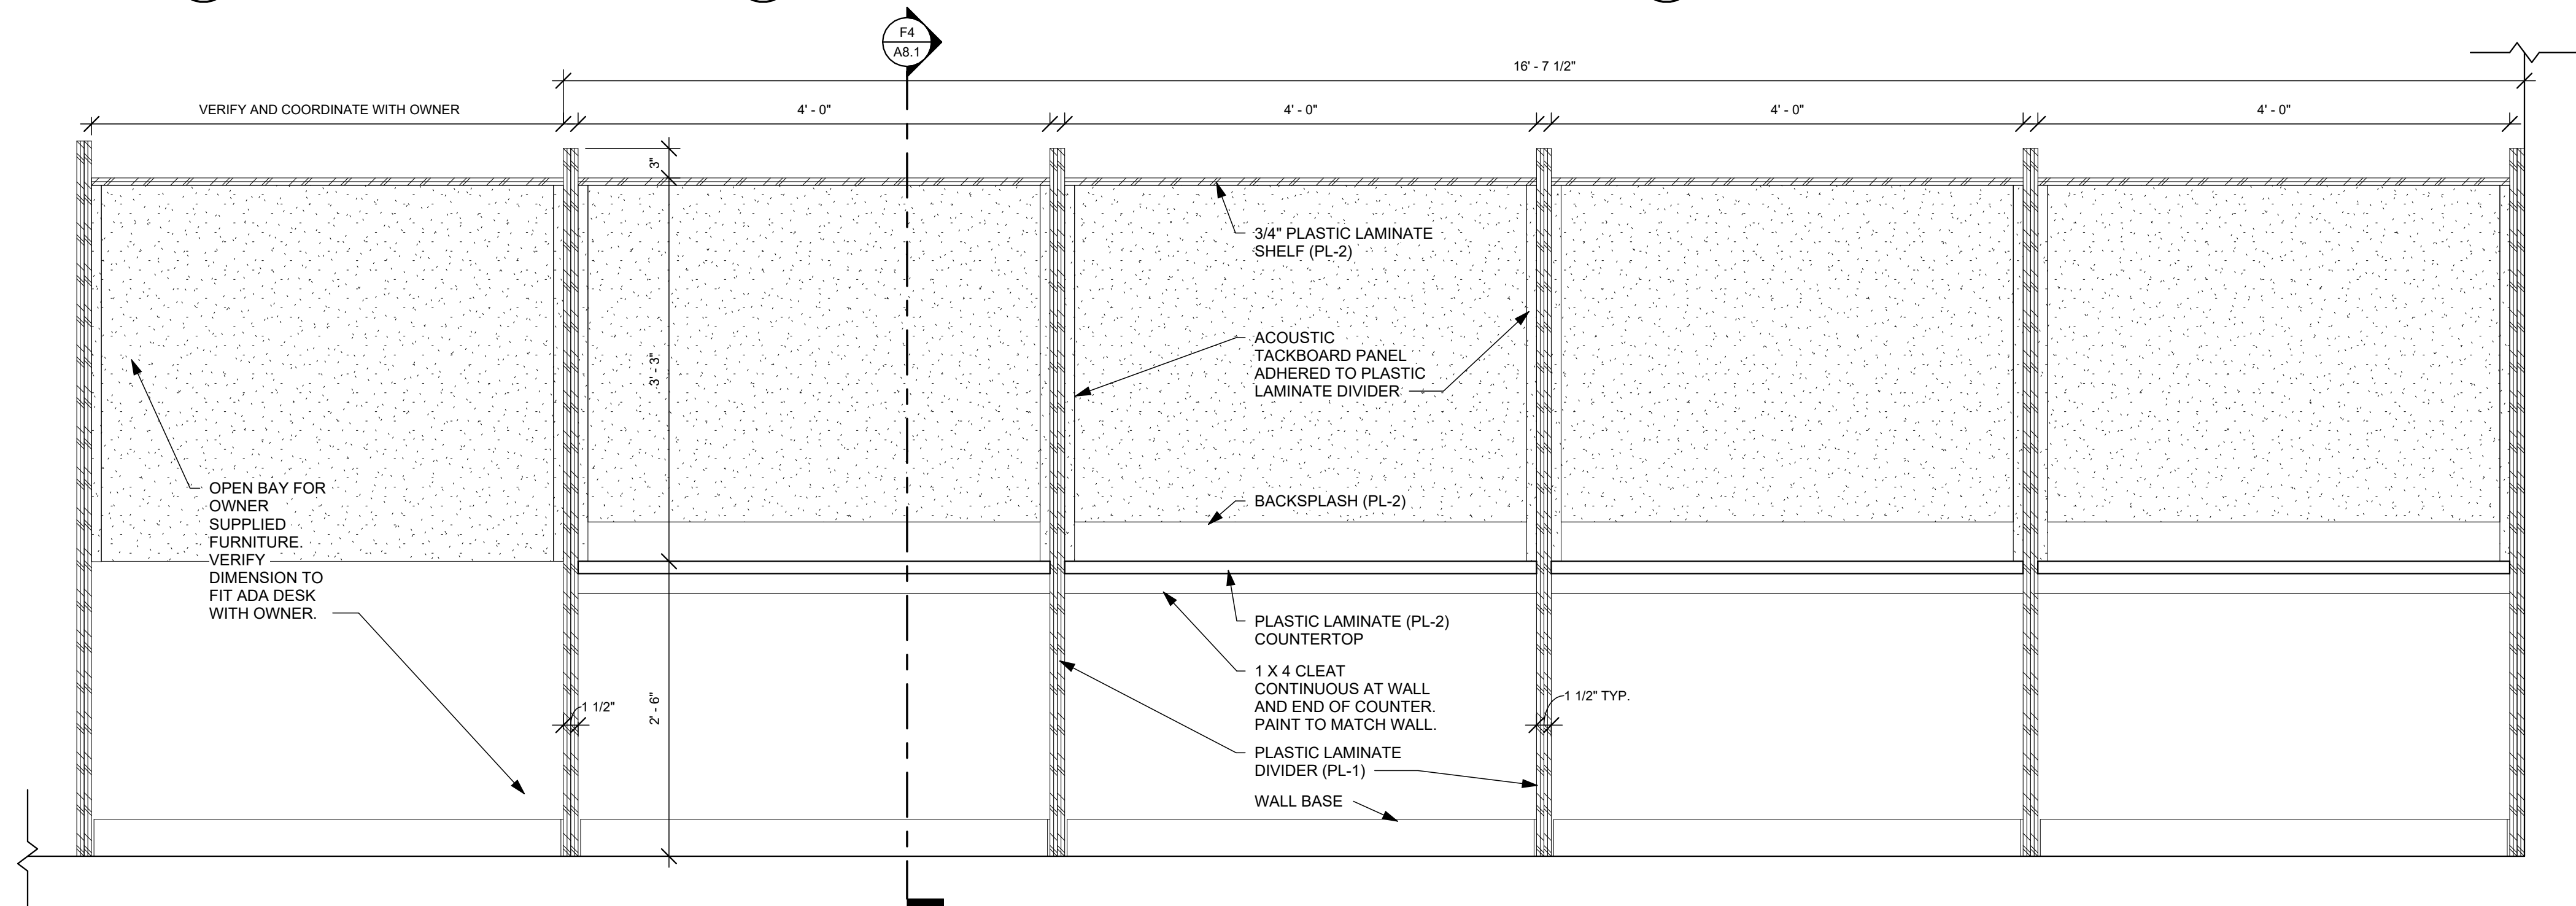 F4
A8.1
16' - 7 1/2"
VERIFY AND COORDINATE WITH OWNER
4' - 0"
4' - 0"
4' - 0"
4' - 0"
3"
3/4" PLASTIC LAMINATE
SHELF (PL-2)
ACOUSTIC
TACKBOARD PANEL
ADHERED TO PLASTIC
LAMINATE DIVIDER
3' - 3"
OPEN BAY FOR
OWNER
SUPPLIED
FURNITURE.
VERIFY
DIMENSION TO
FIT ADA DESK
WITH OWNER.
BACKSPLASH (PL-2)
PLASTIC LAMINATE (PL-2)
COUNTERTOP
1 X 4 CLEAT
CONTINUOUS AT WALL
AND END OF COUNTER.
PAINT TO MATCH WALL.
1 1/2"
2' - 6"
1 1/2" TYP.
PLASTIC LAMINATE
DIVIDER (PL-1)
WALL BASE